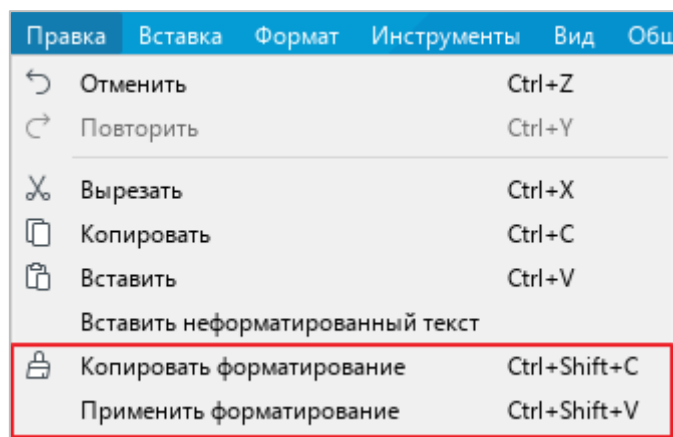 Правка Вставка Формат Инструменты Вид
Отменить Ctrl+Z
Повторить Ctrl+Y
Вырезать Ctrl+X
Копировать Ctrl+C
Вставить Ctrl+V
Вставить неформатированный текст
Копировать форматирование Ctrl+Shift+C
Применить форматирование Ctrl+Shift+V